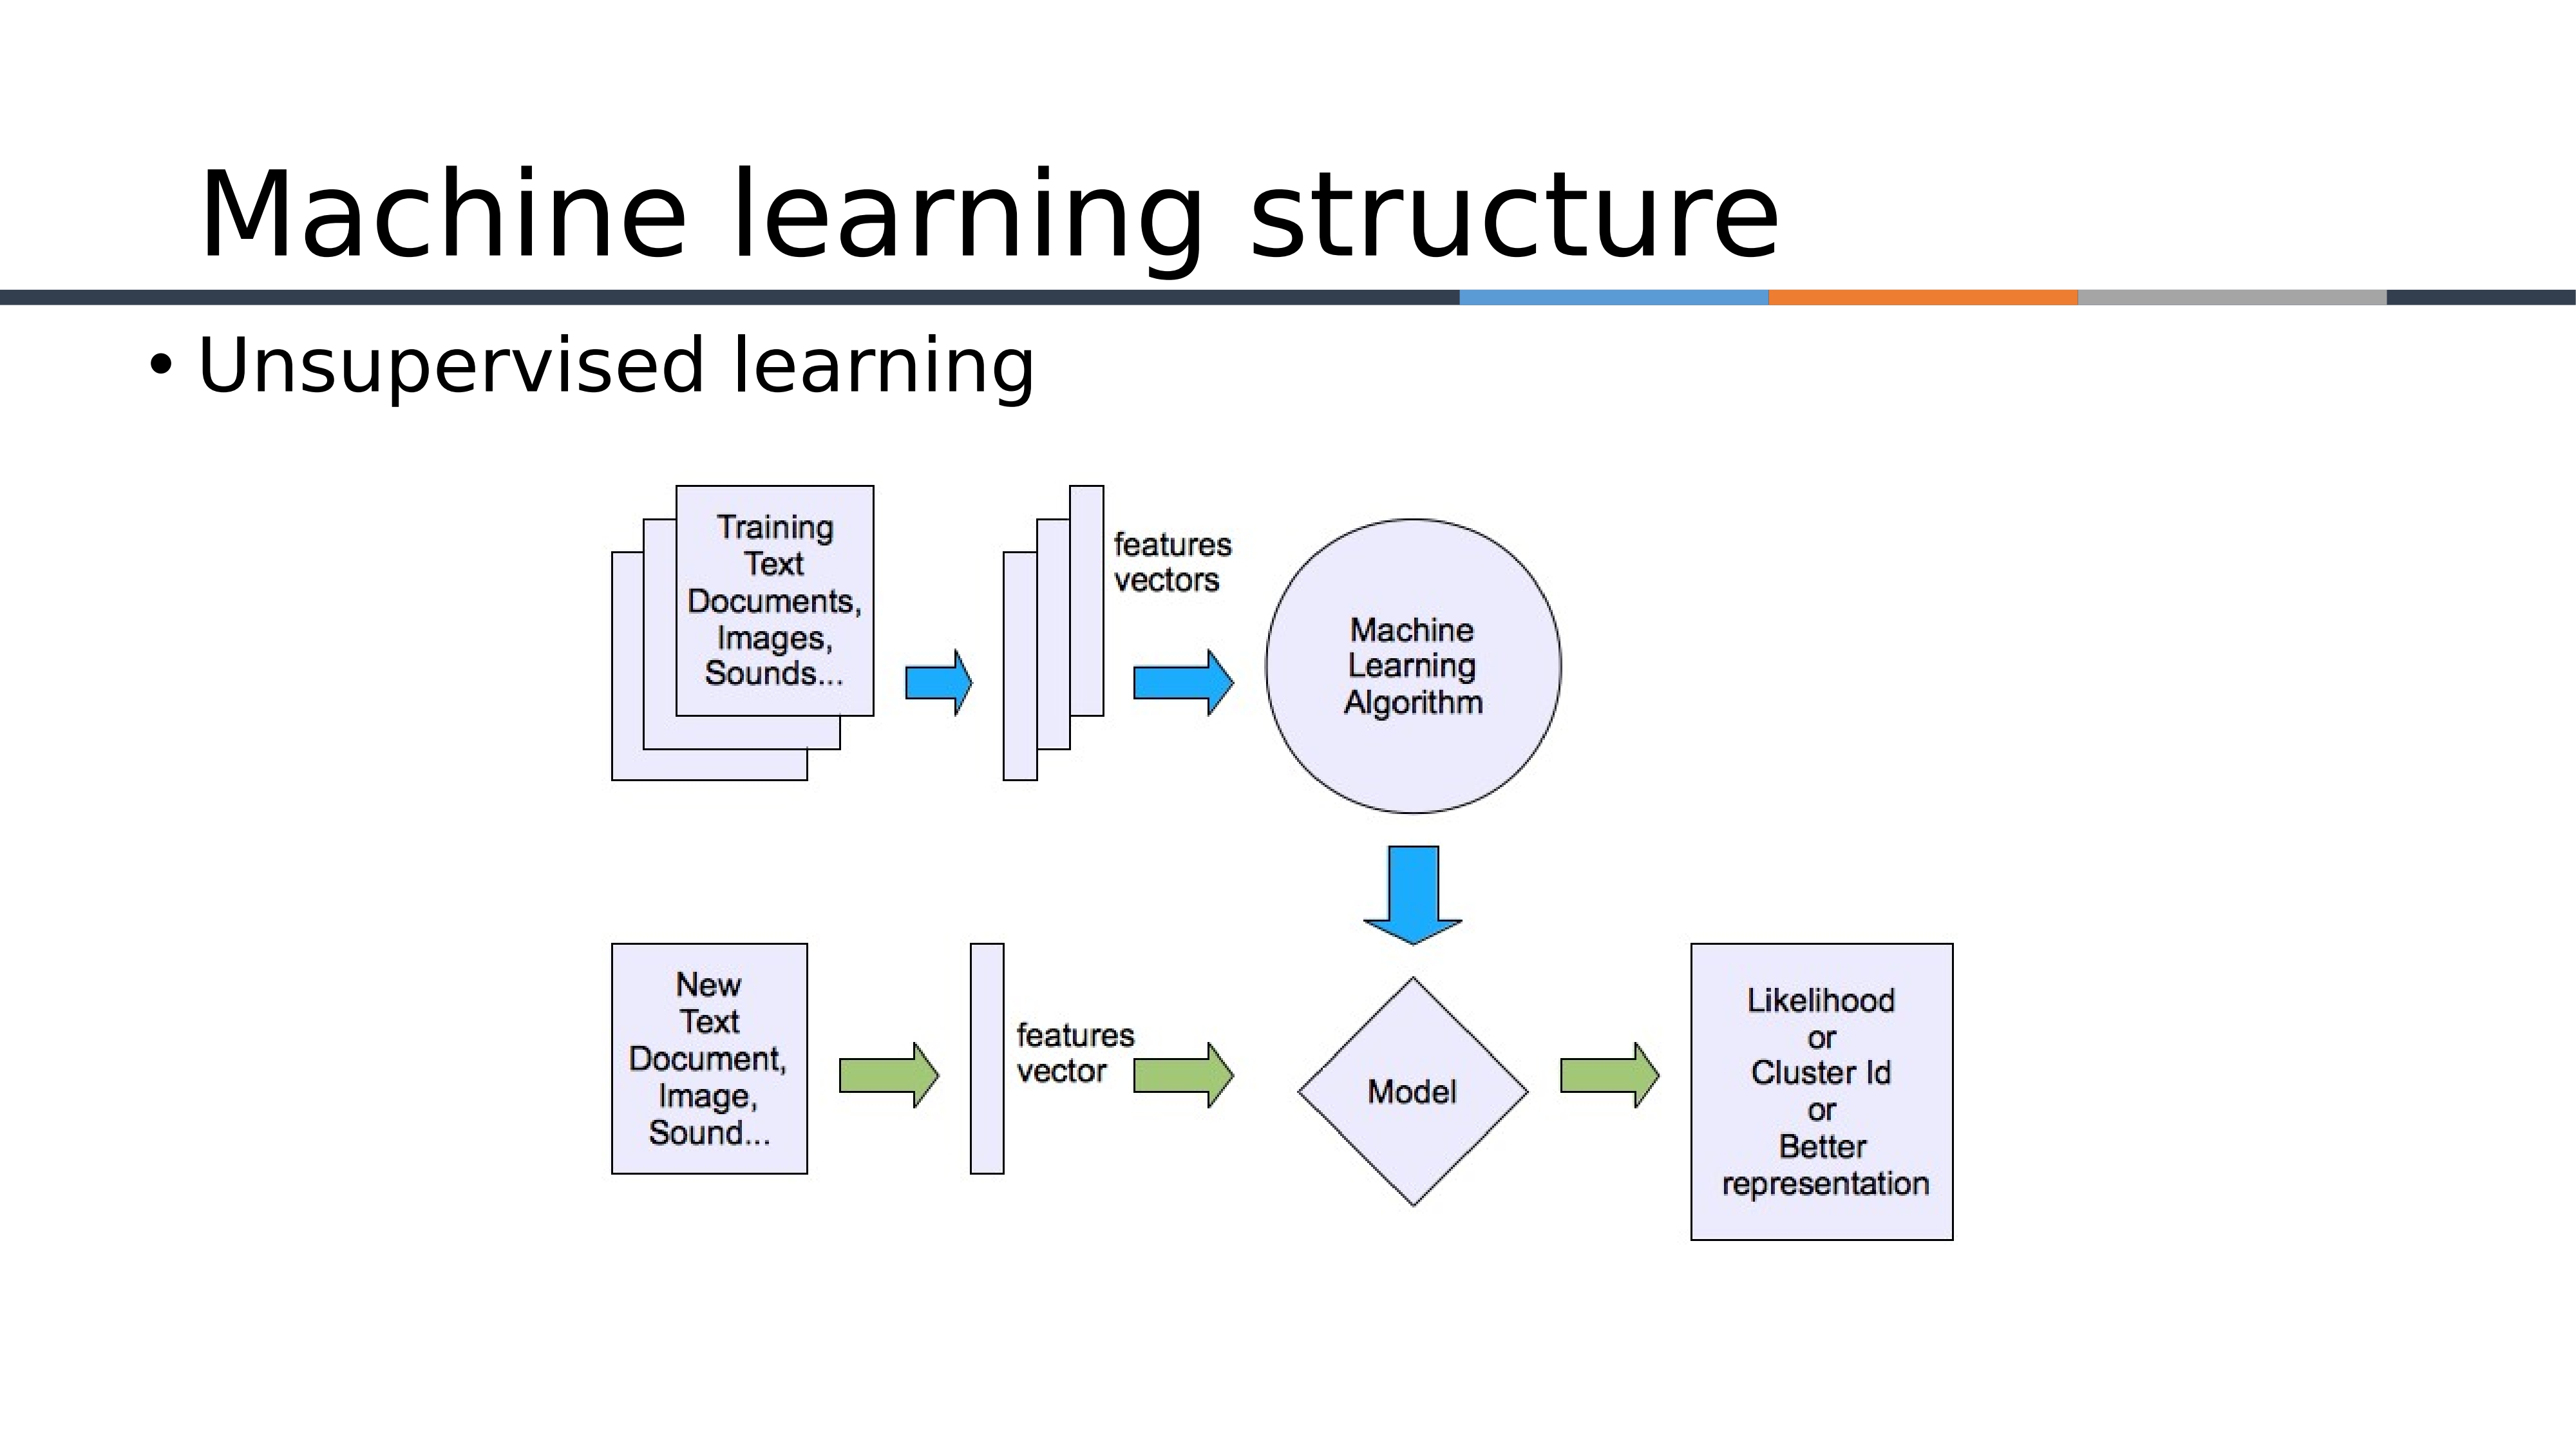 Machine learning structure
• Unsupervised learning
Training
Text
Documents,
Images,
Sounds...
features
vectors
Machine
Learning
Algorithm
New
Text
Document,
Image,
Sound...
features
vector
Model
Likelihood
or
Cluster Id
or
Better
representation